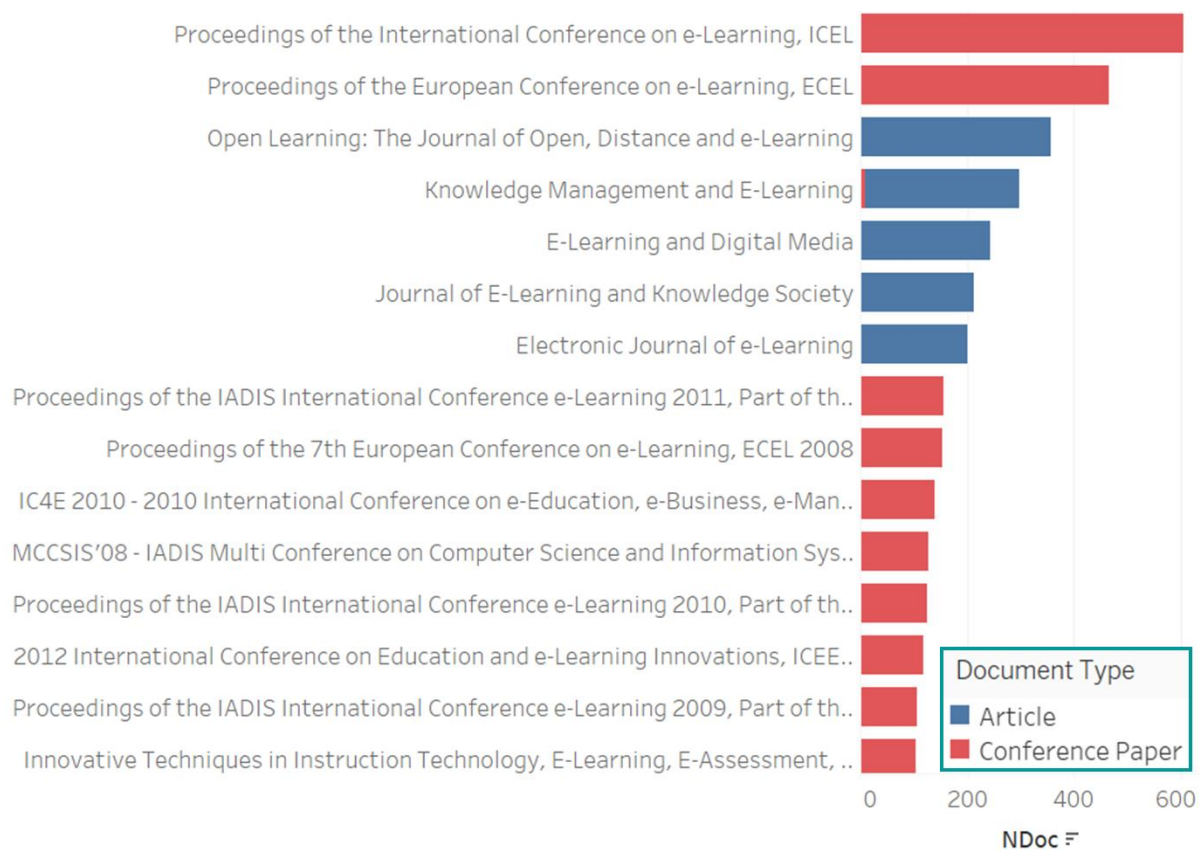 Proceedings of the International Conference on e-Learning, ICEL
Proceedings of the European Conference on e-Learning, ECEL
Open Learning: The Journal of Open, Distance and e-Learning
Knowledge Management and E-Learning
E-Learning and Digital Media
Journal of E-Learning and Knowledge Society
Electronic Journal of e-Learning
Proceedings of the IADIS International Conference e-Learning 2011, Part of th..
Proceedings of the 7th European Conference on e-Learning, ECEL 2008
IC4E 2010 - 2010 International Conference on e-Education, e-Business, e-Man..
MCCSIS'08 - IADIS Multi Conference on Computer Science and Information Sys..
Proceedings of the IADIS International Conference e-Learning 2010, Part of th..
2012 International Conference on Education and e-Learning Innovations, ICEE..
Proceedings of the IADIS International Conference e-Learning 2009, Part of th..
Innovative Techniques in Instruction Technology, E-Learning, E-Assessment, ..
Document Type
Article
Conference Paper
0 200 400 600
NDoc